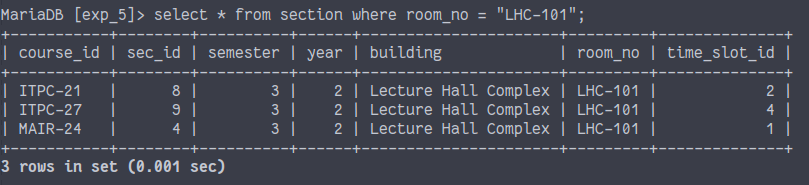 MariaDB [exp_5]> select * from section where room_no = "LHC-101";
+-----------+--------+----------+------+----------------------+---------+--------------+
| course_id | sec_id | semester | year | building             | room_no | time_slot_id |
+-----------+--------+----------+------+----------------------+---------+--------------+
| ITPC-21   |      8 |        3 |    2 | Lecture Hall Complex | LHC-101 |            2 |
| ITPC-27   |      9 |        3 |    2 | Lecture Hall Complex | LHC-101 |            4 |
| MAIR-24   |      4 |        3 |    2 | Lecture Hall Complex | LHC-101 |            1 |
+-----------+--------+----------+------+----------------------+---------+--------------+
3 rows in set (0.001 sec)